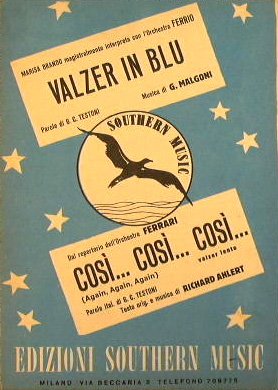 MARISA BRANDO magistralmente interpreta con l'Orchestra FERRIO
VALZER IN BLU
Parole di G. C. TESTONI Musica di G. MALGONI
SOUTHERN MUSIC
Dal repertorio dell'Orchestra FERRARI
COSÌ... COSÌ... COSÌ...
(Again, Again, Again) valzer lento
Parole ital. di G. C. TESTONI
Testo orig. e musica di RICHARD AHLERT
EDIZIONI SOUTHERN MUSIC
MILANO VIA BECCARIA 3 TELEFONO 709775